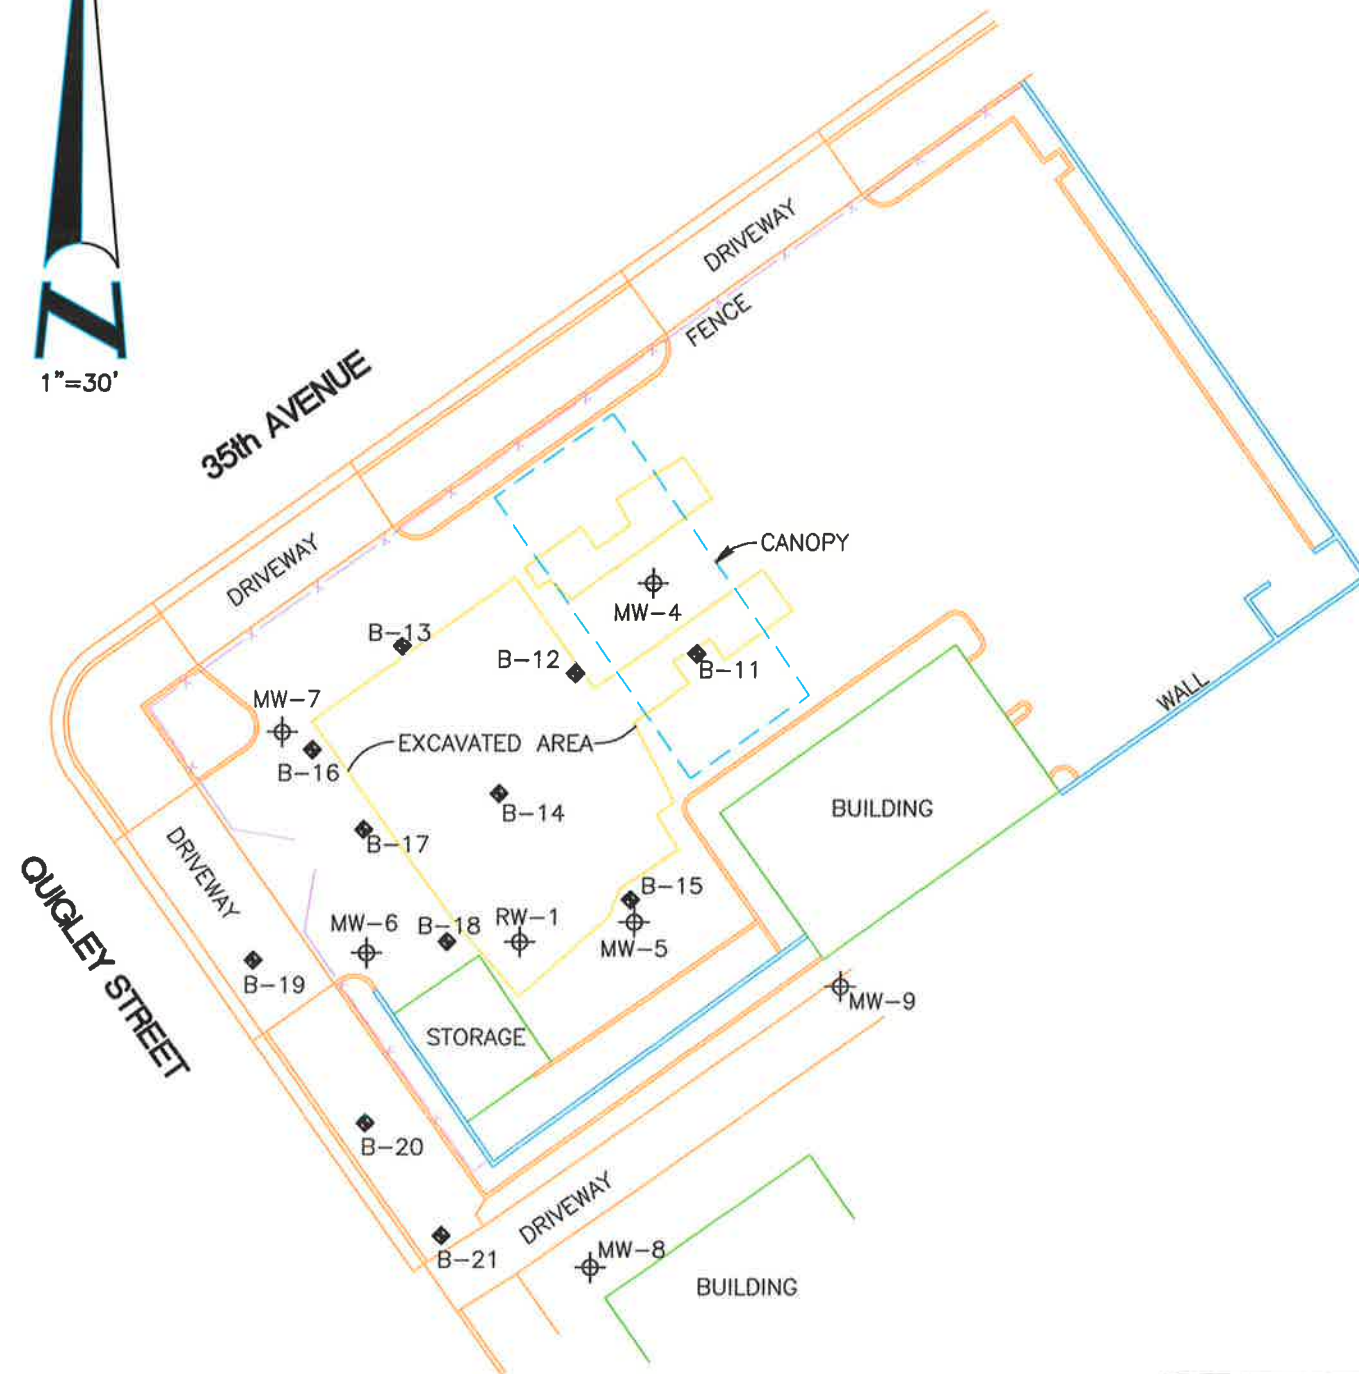 N
1"=30'
35th AVENUE
DRIVEWAY
FENCE
DRIVEWAY
CANOPY
MW-4
B-13
B-12
B-11
MW-7
WALL
EXCAVATED AREA
B-16
B-14
BUILDING
B-17
DRIVEWAY
QUIGLEY STREET
B-15
MW-6
B-18
RW-1
MW-5
B-19
MW-9
STORAGE
B-20
DRIVEWAY
B-21
MW-8
BUILDING